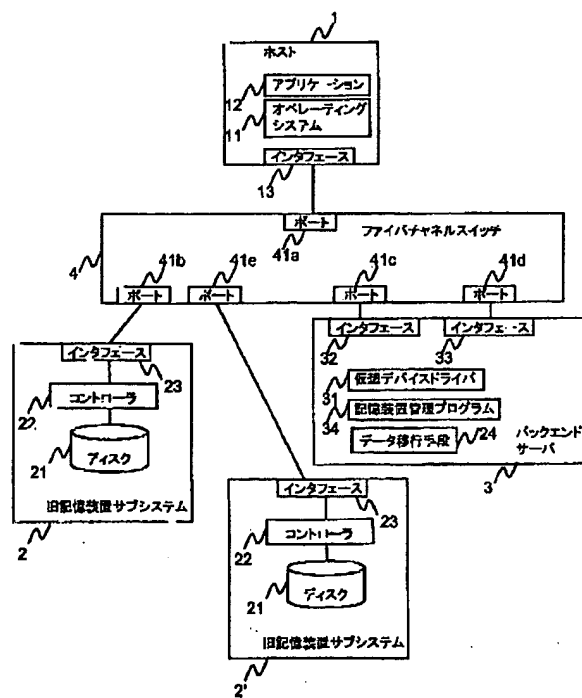 1
ホスト
アプリケーション
12
オペレーティング
システム
11
インタフェース
13
ポート
41a
ファイバチャネルスイッチ
4
41b
41e
41c
41d
ポート
ポート
ポート
ポート
インタフェース
23
コントローラ
22
ディスク
21
旧記憶装置サブシステム
2
インタフェース
インタフェース
32
33
仮想デバイスドライバ
31
記憶装置管理プログラム
34
データ移行手段
24
バックエンド
サーバ
3
インタフェース
23
コントローラ
22
ディスク
21
旧記憶装置サブシステム
2'